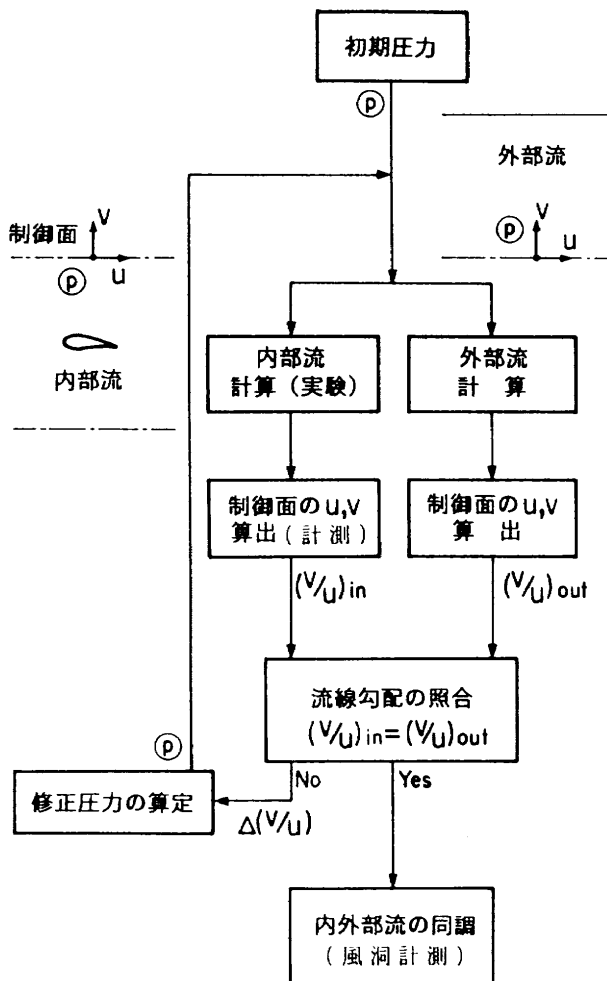 初期圧力
p
外部流
p
v
u
制御面
v
p
u
内部流
内部流
計算(実験)
外部流
計 算
制御面のu,v
算出(計測)
制御面のu,v
算 出
(v/u)in
(v/u)out
流線勾配の照合
(v/u)in=(v/u)out
p
No
Yes
修正圧力の算定
Δ(v/u)
内外部流の同調
(風洞計測)